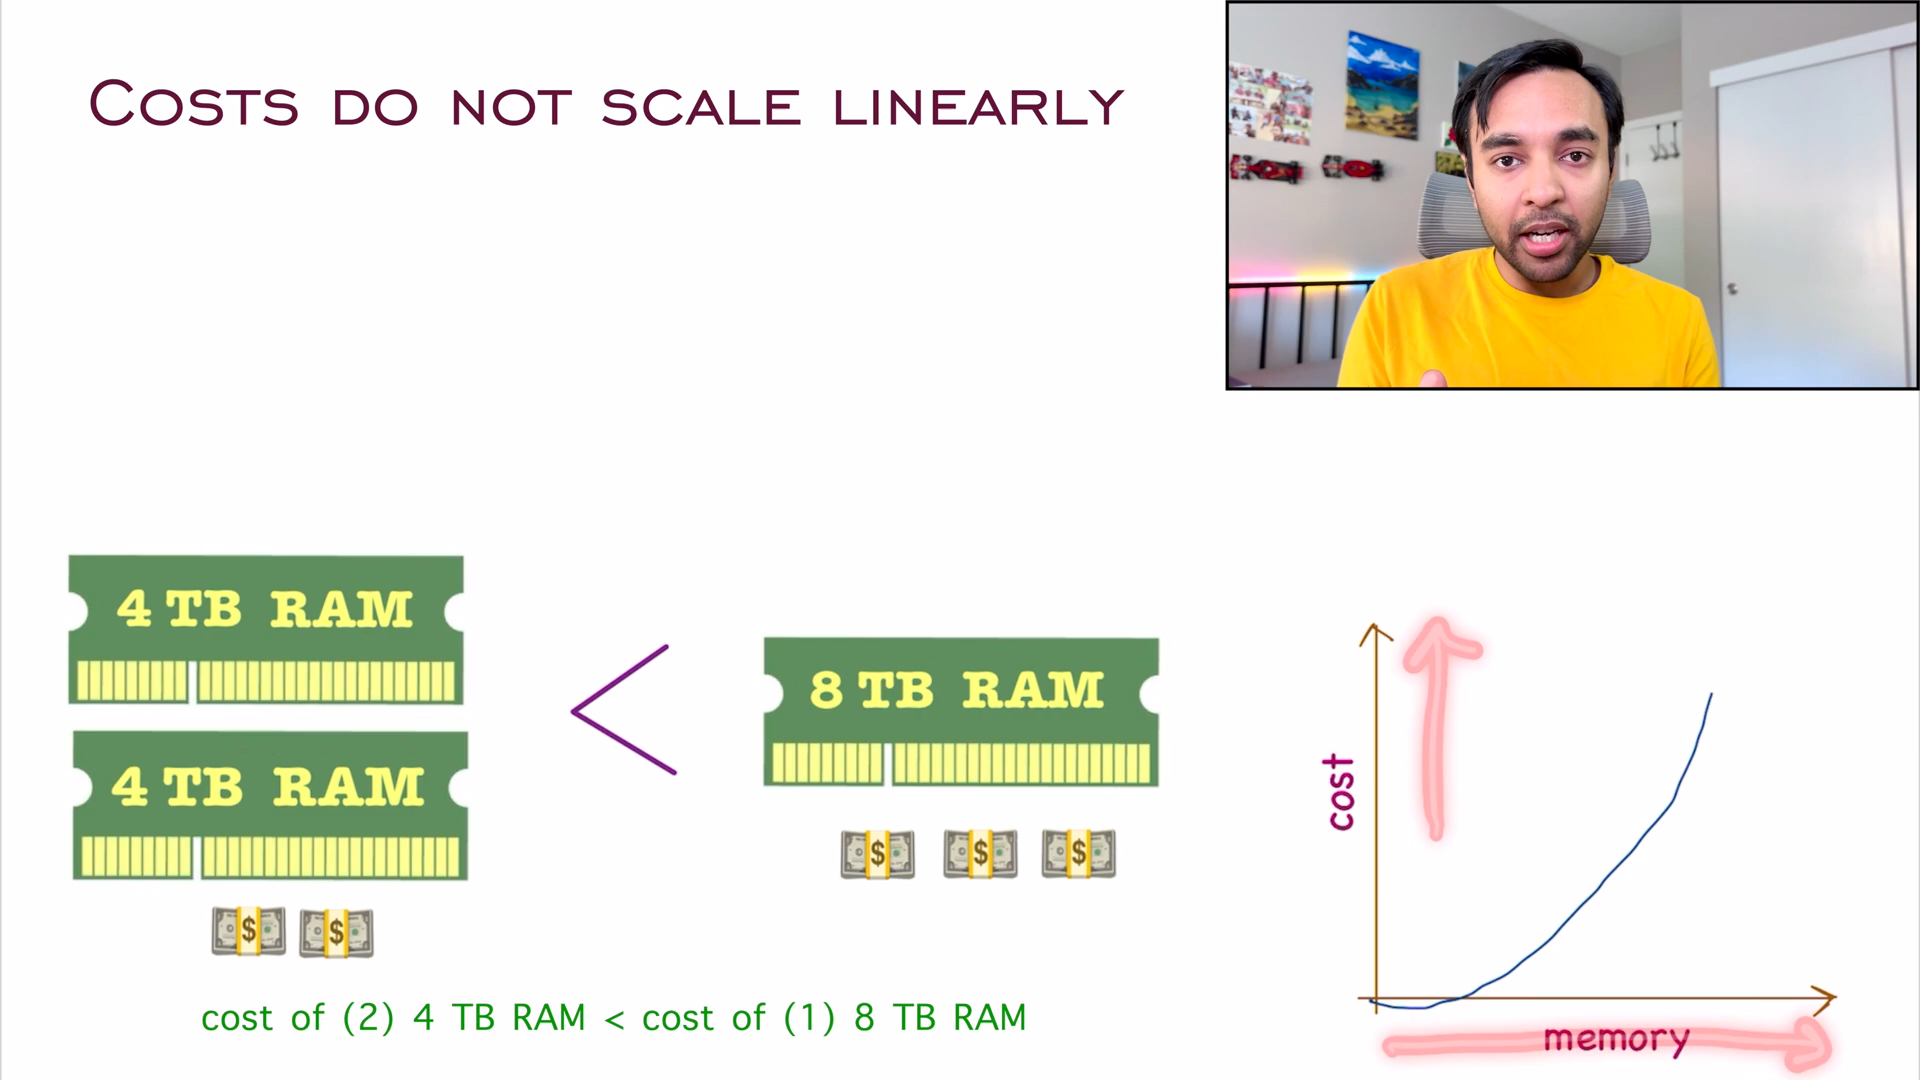 Costs do not scale linearly
4 TB RAM
4 TB RAM
8 TB RAM
$ $ $
$ $
cost of (2) 4 TB RAM < cost of (1) 8 TB RAM
cost
memory